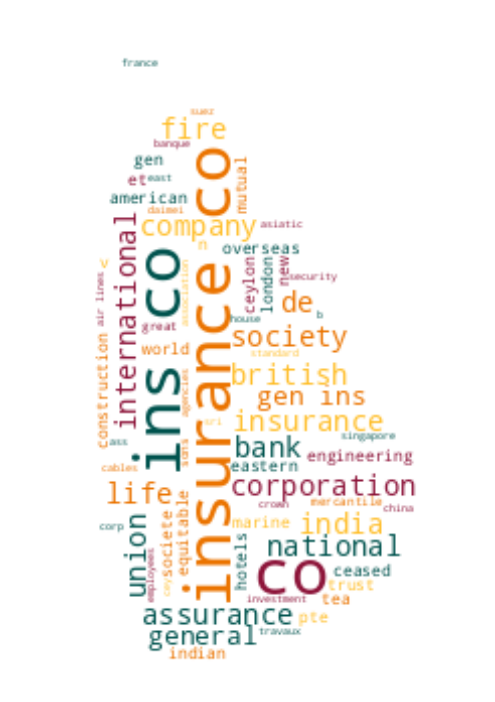 france
suez
fire
banque
gen
et
east
mutual
american
daimei
company
asiatic
n
overseas
international
ins co
insurance co
association
ceylon
london
new
security
v
air lines
de
b
house
great
society
construction
world
standard
british
agencies
gen ins
sri
insurance
singapore
ass
bank
sons
engineering
eastern
cables
life
corporation
equitable
crown
mercantile
china
corp
union
societe
marine
india
national
employees
hotels
co
ceased
cey
trust
investment
tea
assurance
pte
general
travaux
indian